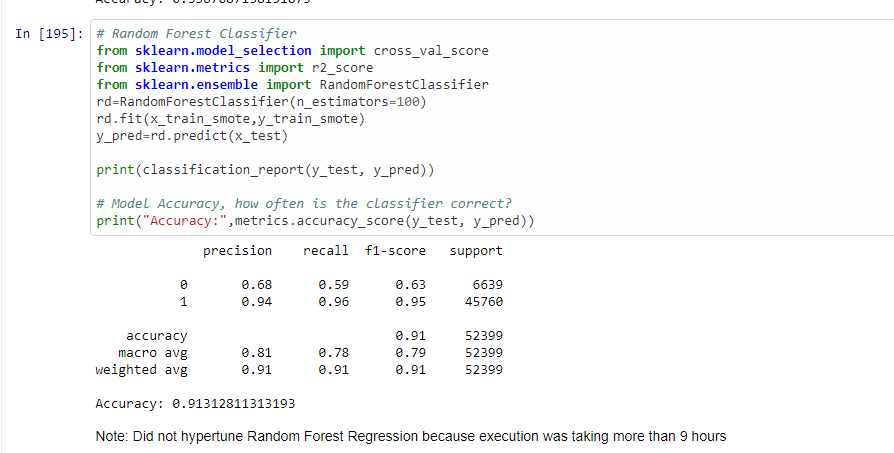 Accuracy: 0.9307087138131875
In [195]: # Random Forest Classifier
from sklearn.model_selection import cross_val_score
from sklearn.metrics import r2_score
from sklearn.ensemble import RandomForestClassifier
rd=RandomForestClassifier(n_estimators=100)
rd.fit(x_train_smote,y_train_smote)
y_pred=rd.predict(x_test)
print(classification_report(y_test, y_pred))
# Model Accuracy, how often is the classifier correct?
print("Accuracy:",metrics.accuracy_score(y_test, y_pred))
precision recall f1-score support
0 0.68 0.59 0.63 6639
1 0.94 0.96 0.95 45760
accuracy 0.91 52399
macro avg 0.81 0.78 0.79 52399
weighted avg 0.91 0.91 0.91 52399
Accuracy: 0.91312811313193
Note: Did not hypertune Random Forest Regression because execution was taking more than 9 hours